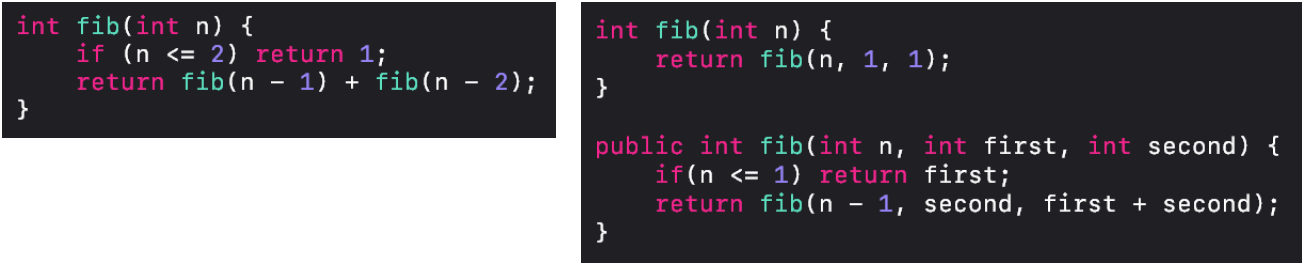 int fib(int n) {
    if (n <= 2) return 1;
    return fib(n - 1) + fib(n - 2);
}
int fib(int n) {
    return fib(n, 1, 1);
}
public int fib(int n, int first, int second) {
    if(n <= 1) return first;
    return fib(n - 1, second, first + second);
}